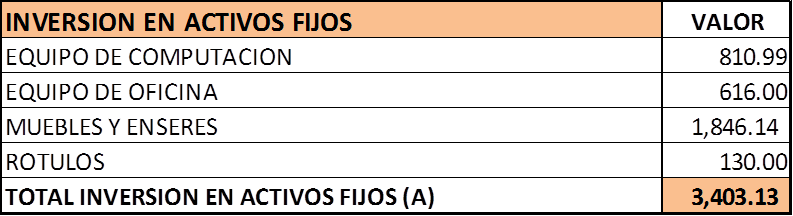 INVERSION EN ACTIVOS FIJOS VALOR
EQUIPO DE COMPUTACION 810.99
EQUIPO DE OFICINA 616.00
MUEBLES Y ENSERES 1,846.14
ROTULOS 130.00
TOTAL INVERSION EN ACTIVOS FIJOS (A) 3,403.13